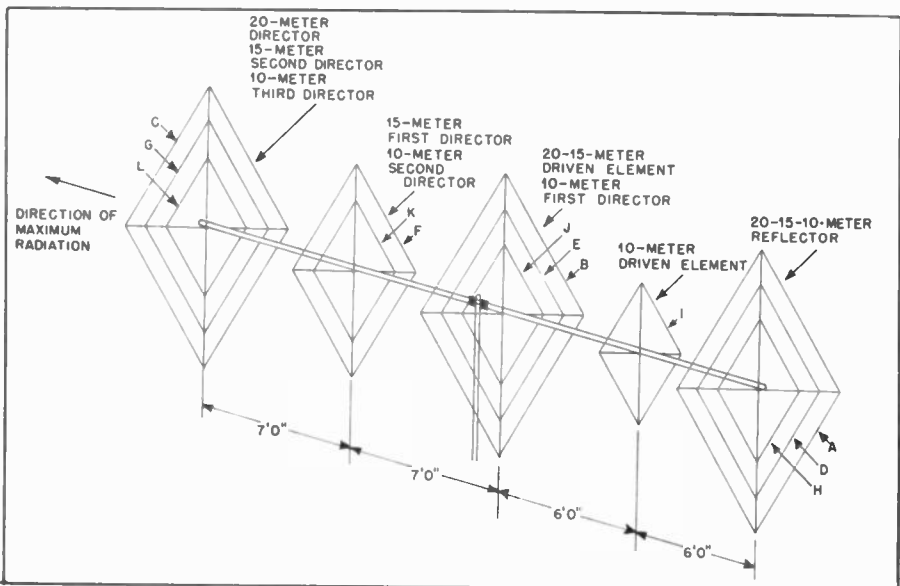 20-METER
DIRECTOR
15-METER
SECOND DIRECTOR
10-METER
THIRD DIRECTOR
C
G
L
DIRECTION OF
MAXIMUM
RADIATION
15-METER
FIRST DIRECTOR
10-METER
SECOND
DIRECTOR
K
F
20-15-METER
DRIVEN ELEMENT
10-METER
FIRST DIRECTOR
J
E
B
10-METER
DRIVEN ELEMENT
I
20-15-10-METER
REFLECTOR
A
D
H
7'0"
7'0"
6'0"
6'0"